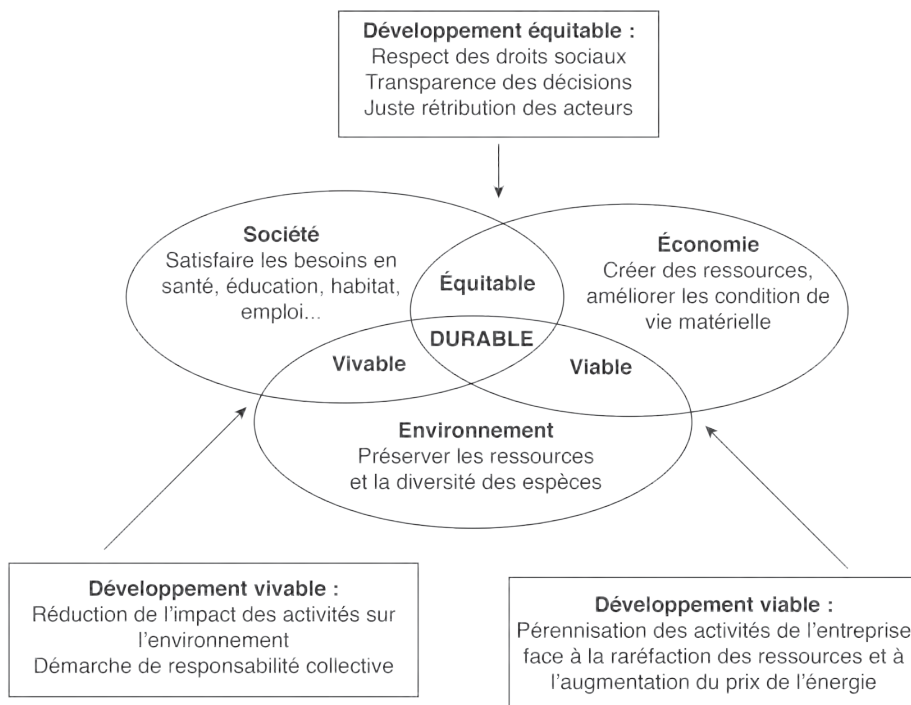 Développement équitable :
Respect des droits sociaux
Transparence des décisions
Juste rétribution des acteurs
Société
Satisfaire les besoins en
santé, éducation, habitat,
emploi...
Équitable
Économie
Créer des ressources,
améliorer les condition de
vie matérielle
DURABLE
Vivable
Viable
Environnement
Préserver les ressources
et la diversité des espèces
Développement vivable :
Réduction de l'impact des activités sur
l'environnement
Démarche de responsabilité collective
Développement viable :
Pérennisation des activités de l'entreprise
face à la raréfaction des ressources et à
l'augmentation du prix de l'énergie